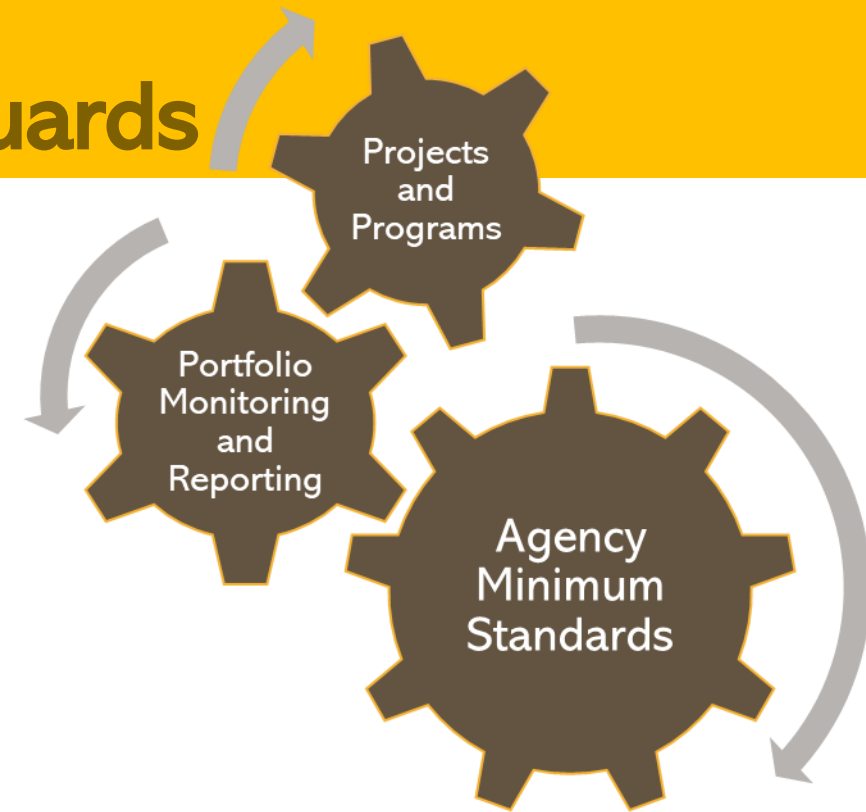 uards
Projects
and
Programs
Portfolio
Monitoring
and
Reporting
Agency
Minimum
Standards